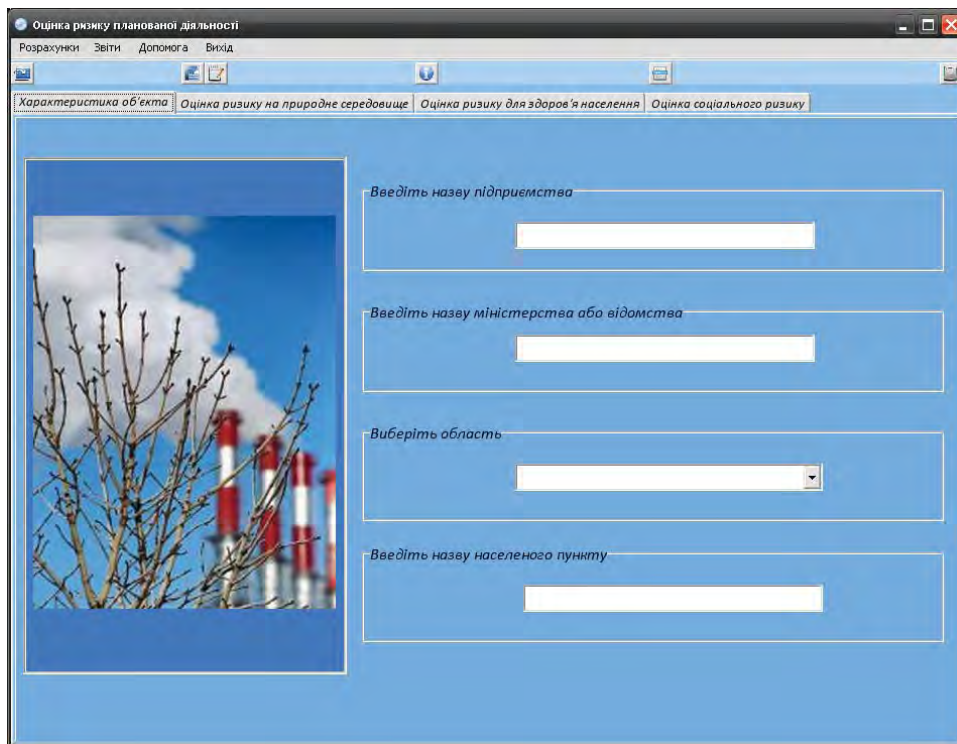 Оцінка ризику планованої діяльності
Розрахунки Звіти Допомога Вихід
Характеристика об'єкта Оцінка ризику на природне середовище Оцінка ризику для здоров'я населення Оцінка соціального ризику
Введіть назву підприємства
Введіть назву міністерства або відомства
Виберіть область
Введіть назву населеного пункту